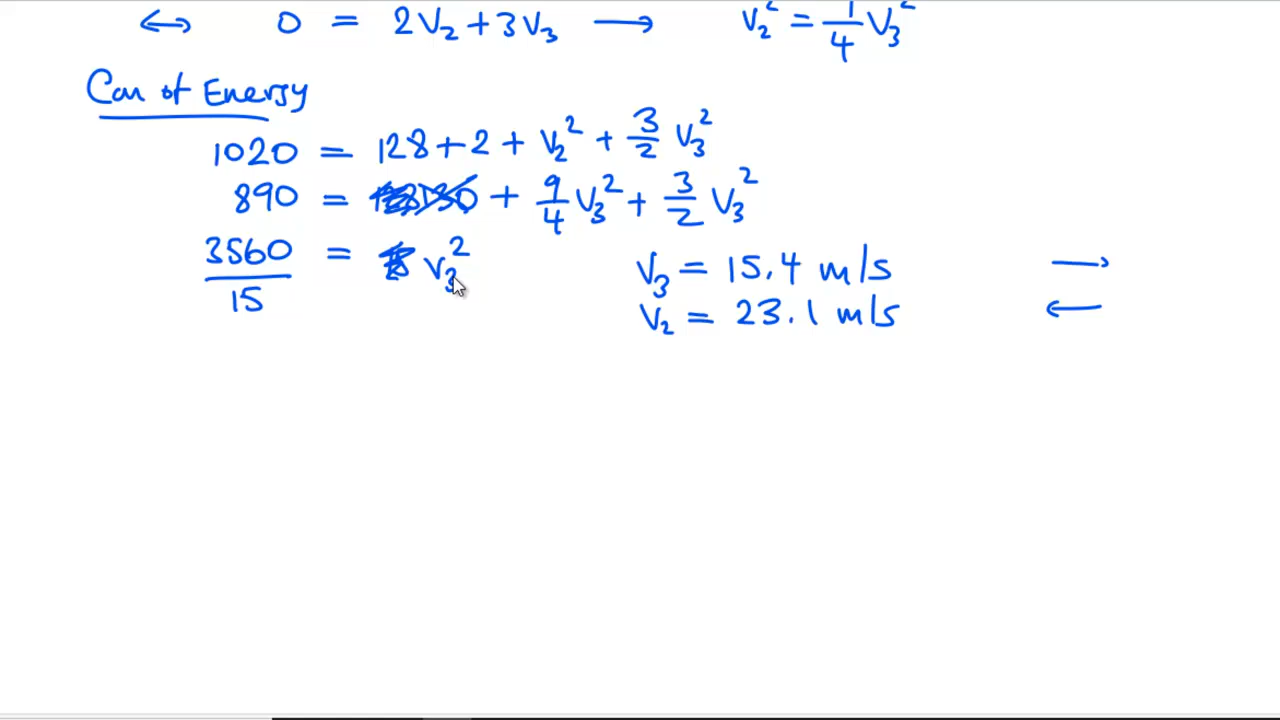 ↔ 0 = 2V₂ + 3V₃ → V₂² = /4 V₃²
Con of Energy
1020 = 128 + 2 + V₂² + 3/2 V₃²
890 = + 9/4 V₃² + 3/2 V₃²
3560/15 = V₃²
V₃ = 15.4 m/s →
V₂ = 23.1 m/s ←